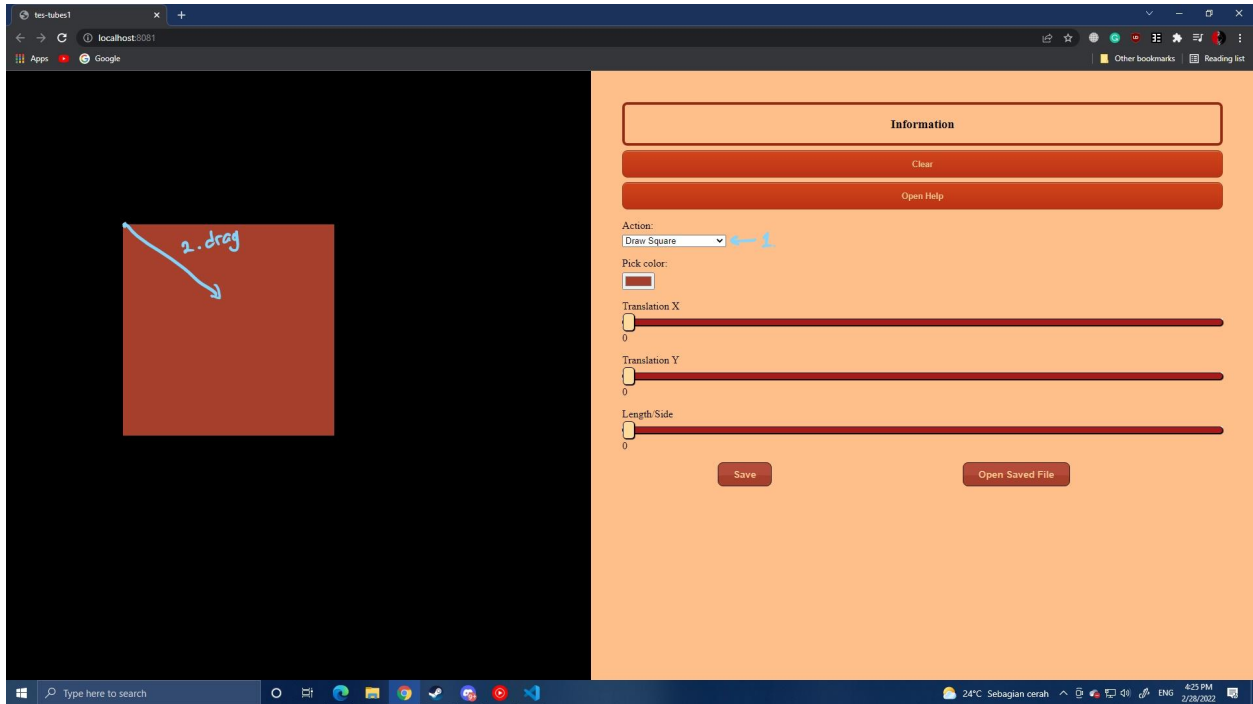 tes-tubes1
localhost:8081
Apps
Google
Other bookmarks
Reading list
Information
Clear
Open Help
Action:
Draw Square
1
2. drag
Pick color:
Translation X
0
Translation Y
0
Length/Side
0
Save
Open Saved File
Type here to search
24°C Sebagian cerah
ENG
4:25 PM
2/28/2022